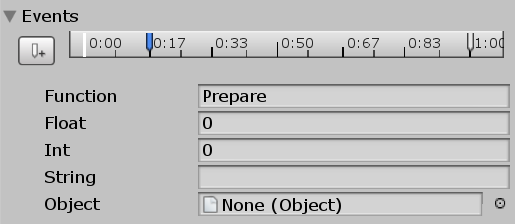 Events
0:00 0:17 0:33 0:50 0:67 0:83 1:00
Function Prepare
Float 0
Int 0
String
Object None (Object)